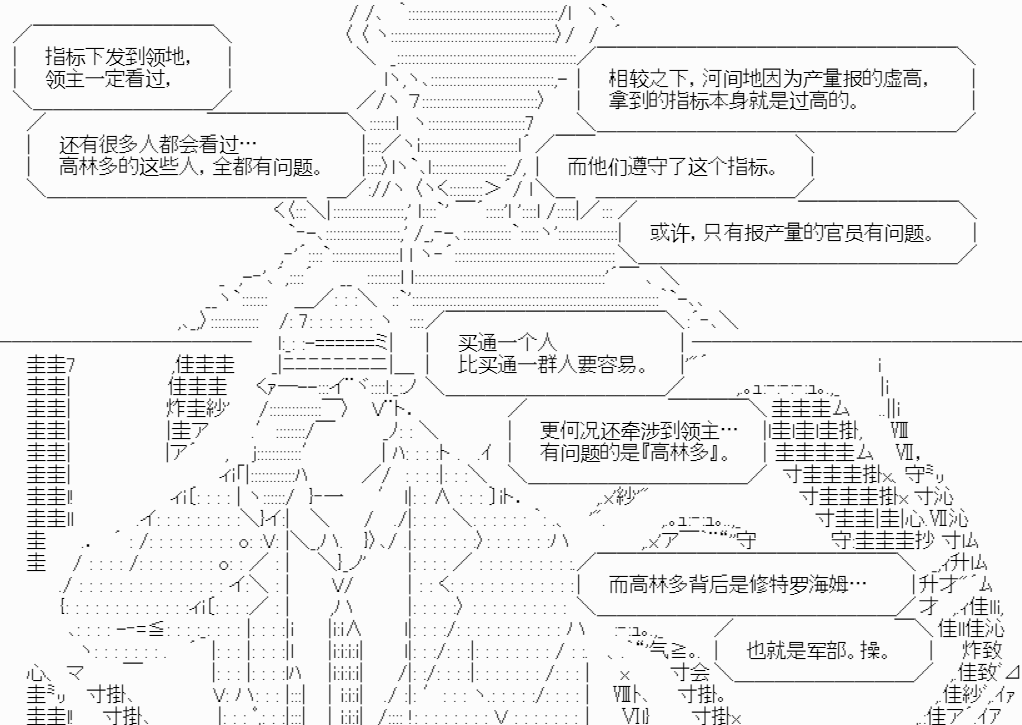 指标下发到领地，
领主一定看过，
还有很多人都会看过…
高林多的这些人，全都有问题。
相较之下，河间地因为产量报的虚高，
拿到的指标本身就是过高的。
而他们遵守了这个指标。
或许，只有报产量的官员有问题。
买通一个人
比买通一群人要容易。
更何况还牵涉到领主…
有问题的是『高林多』。
而高林多背后是修特罗海姆…
也就是军部。操。